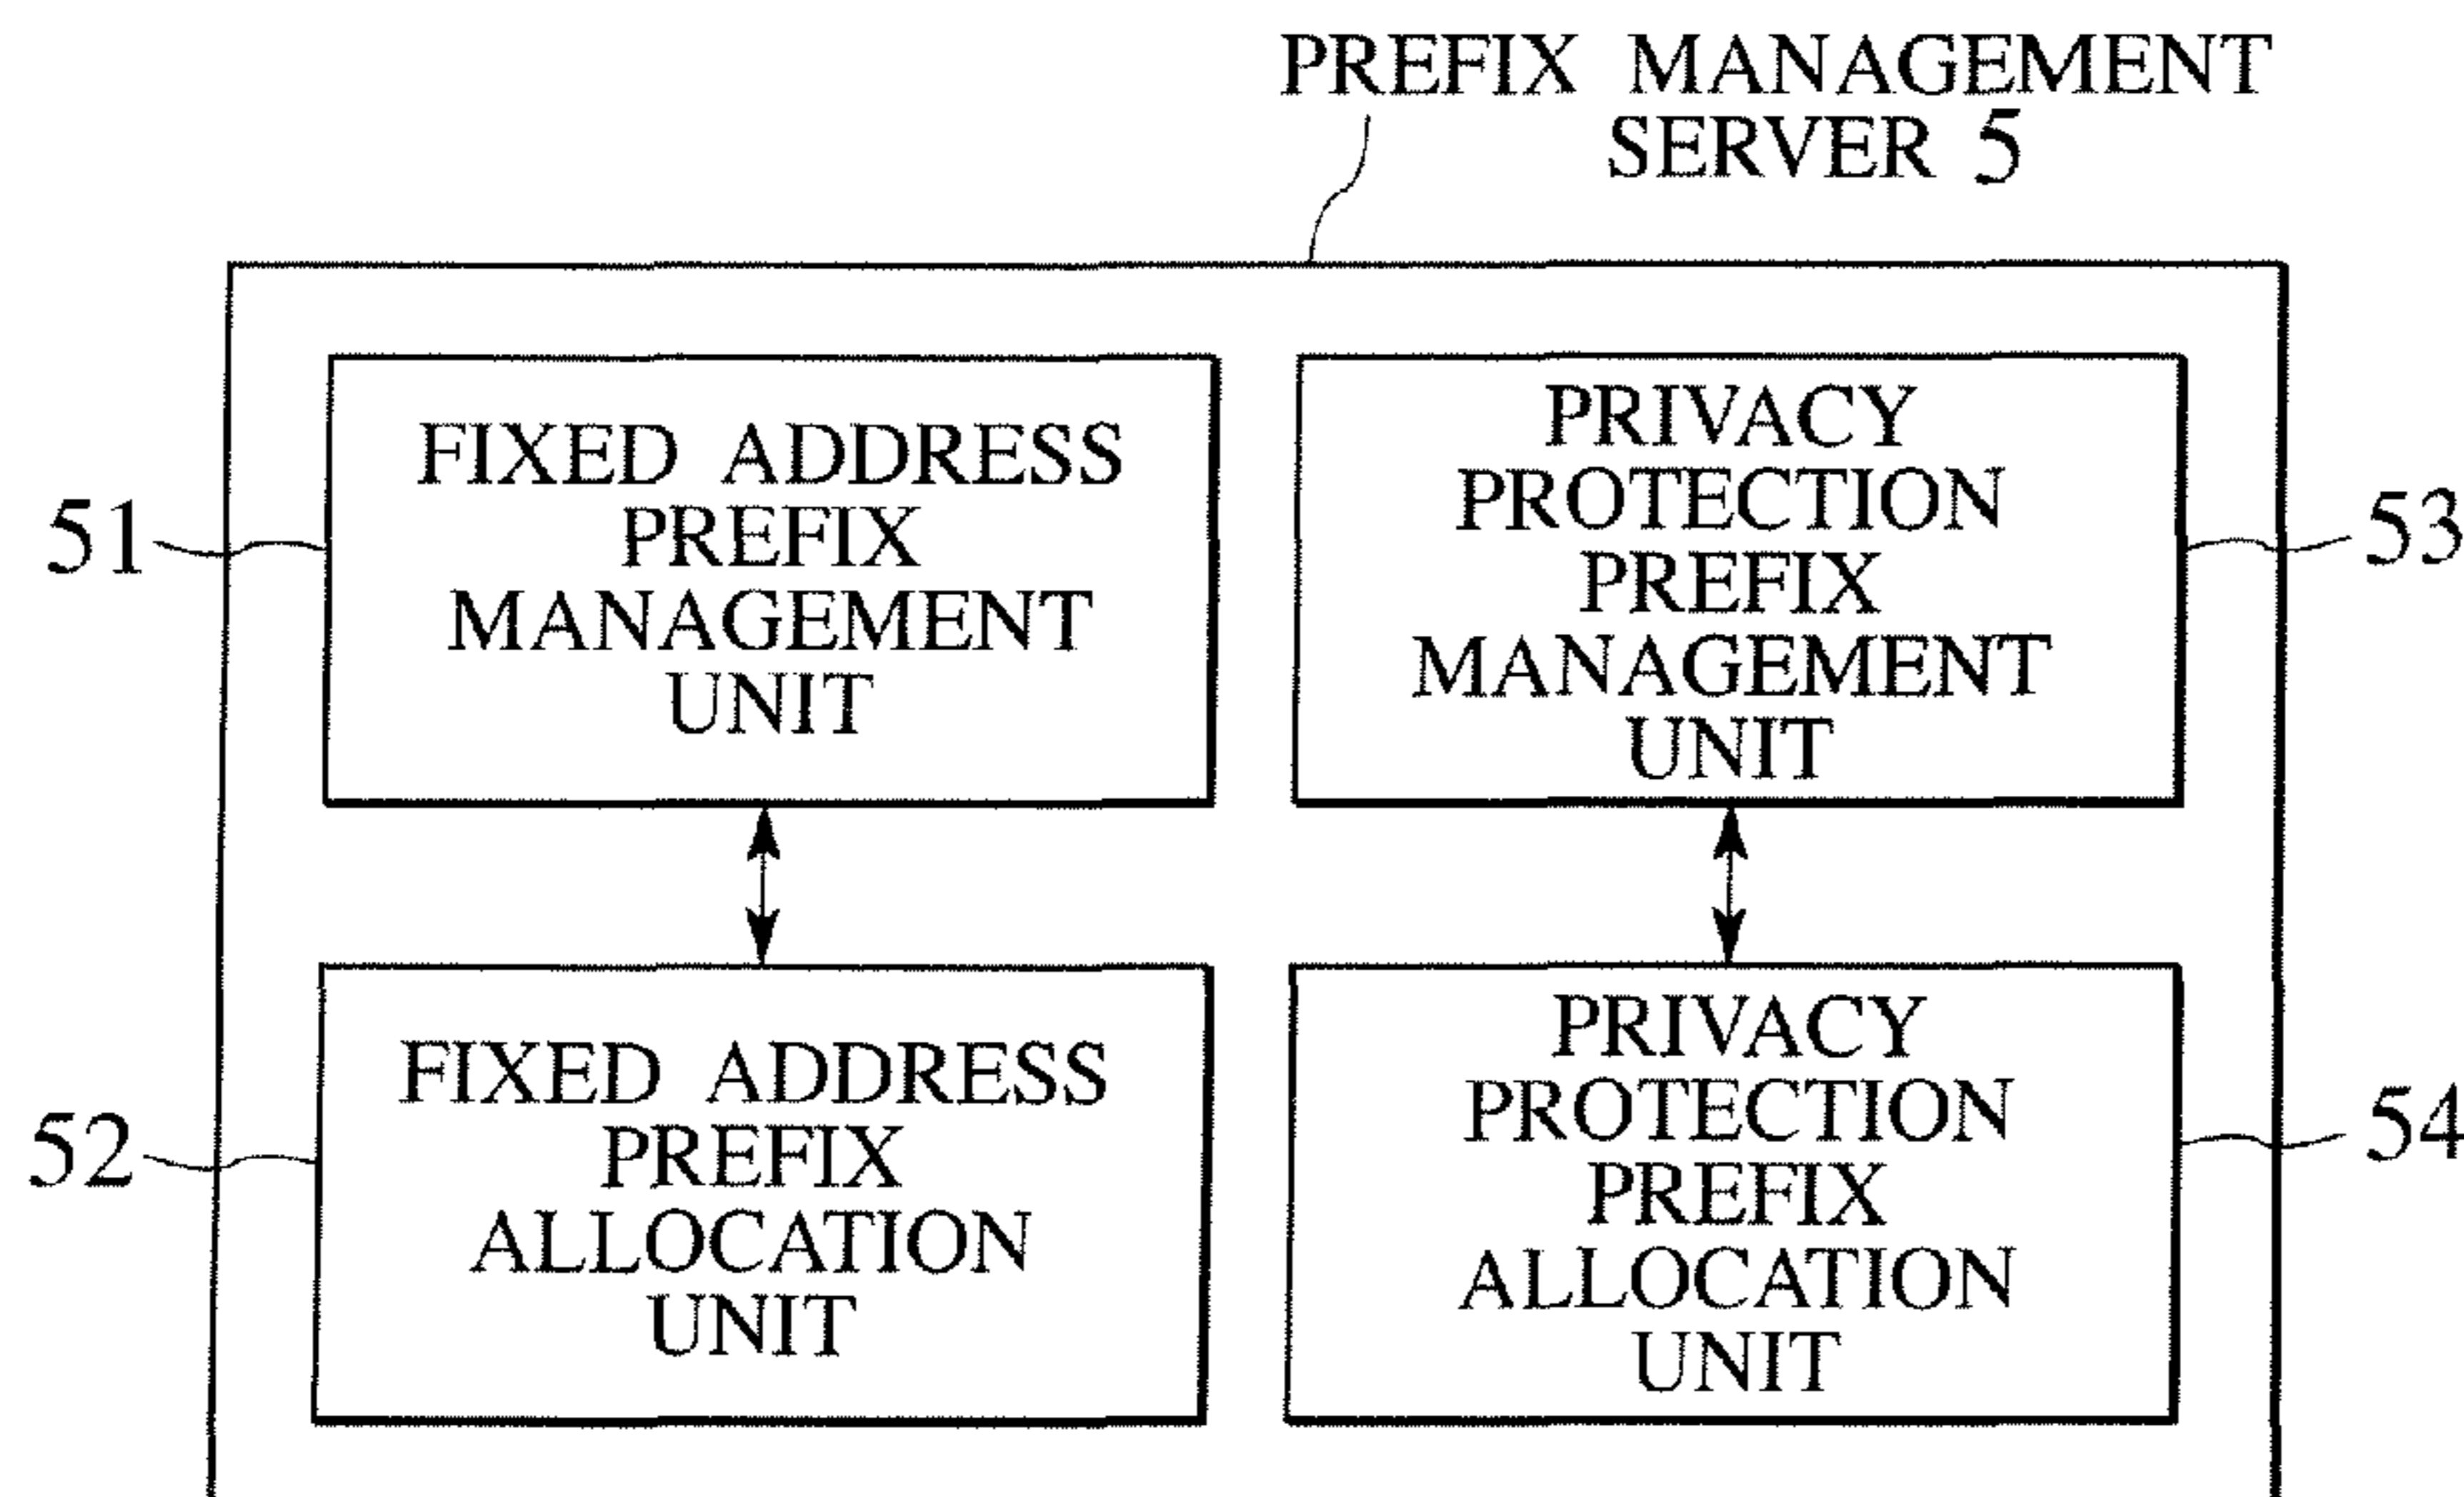 PREFIX MANAGEMENT
SERVER 5
51
FIXED ADDRESS
PREFIX
MANAGEMENT
UNIT
PRIVACY
PROTECTION
PREFIX
MANAGEMENT
UNIT
53
52
FIXED ADDRESS
PREFIX
ALLOCATION
UNIT
PRIVACY
PROTECTION
PREFIX
ALLOCATION
UNIT
54